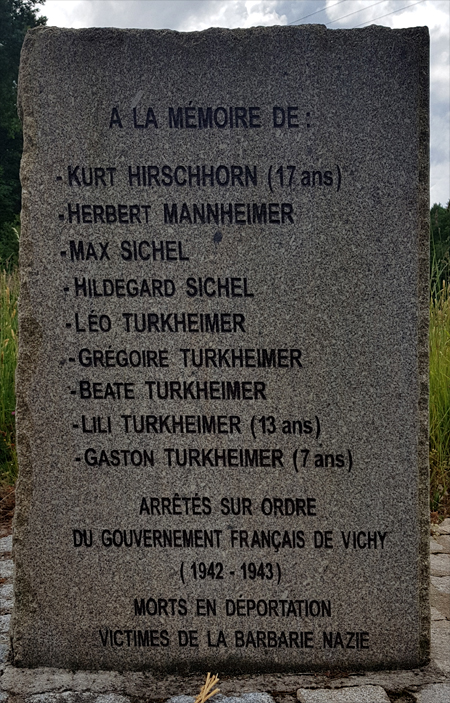 A LA MÉMOIRE DE :
-KURT HIRSCHHORN (17 ans)
-HERBERT MANNHEIMER
-MAX SICHEL
-HILDEGARD SICHEL
-LÉO TURKHEIMER
-GRÉGOIRE TURKHEIMER
-BEATE TURKHEIMER
-LILI TURKHEIMER (13 ans)
-GASTON TURKHEIMER (7 ans)
ARRÊTÉS SUR ORDRE
DU GOUVERNEMENT FRANÇAIS DE VICHY
(1942 - 1943)
MORTS EN DÉPORTATION
VICTIMES DE LA BARBARIE NAZIE